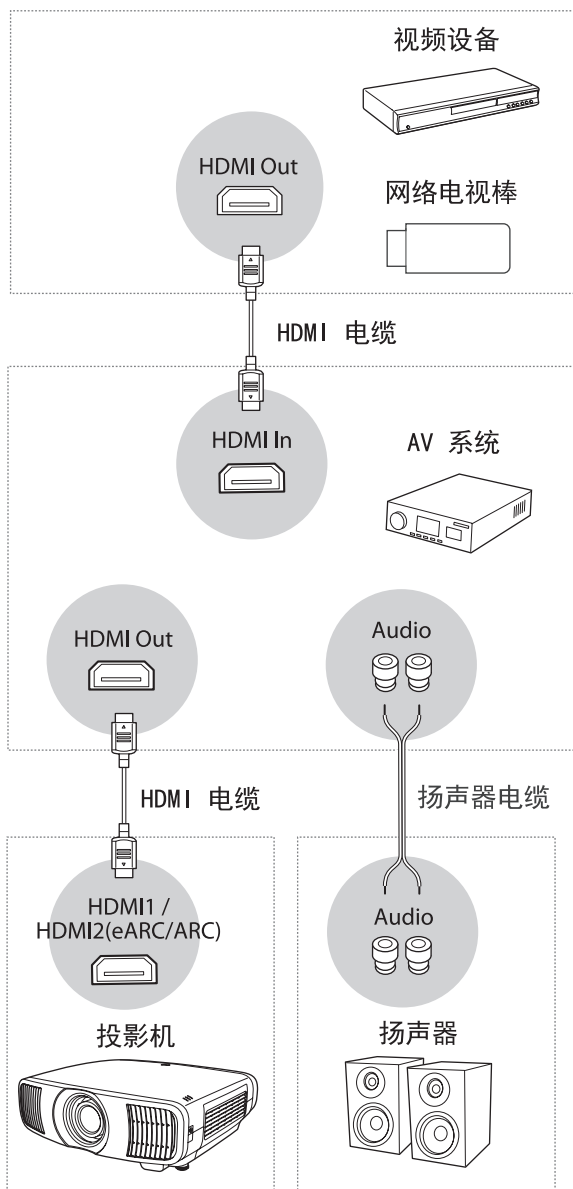 视频设备
HDMI Out
网络电视棒
HDMI 电缆
HDMI In
AV 系统
HDMI Out
Audio
HDMI 电缆
扬声器电缆
HDMI1 /
HDMI2(eARC/ARC)
Audio
投影机
扬声器